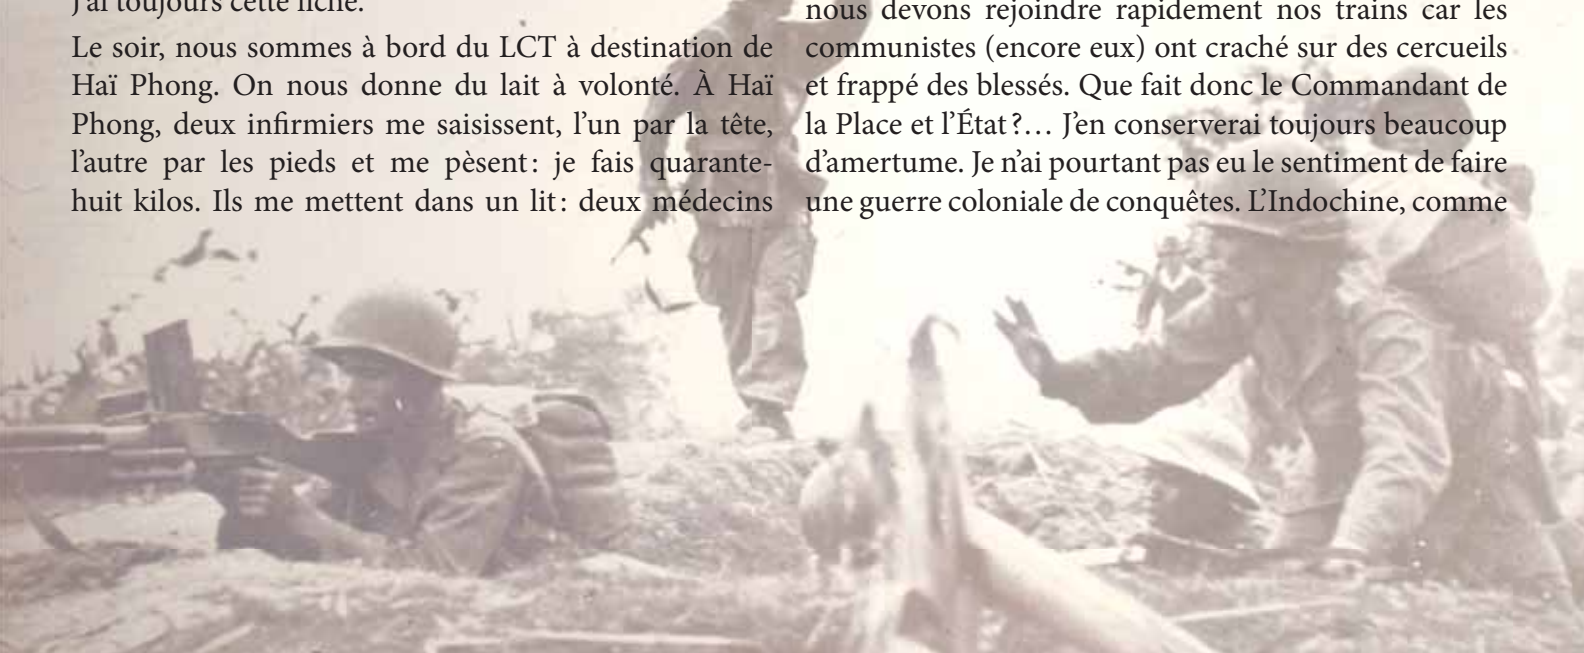 J'ai toujours cette fiche.
Le soir, nous sommes à bord du LCT à destination de
Haï Phong. On nous donne du lait à volonté. À Haï
Phong, deux infirmiers me saisissent, l'un par la tête,
l'autre par les pieds et me pèsent : je fais quarante-
huit kilos. Ils me mettent dans un lit : deux médecins
nous devons rejoindre rapidement nos trains car les
communistes (encore eux) ont craché sur des cercueils
et frappé des blessés. Que fait donc le Commandant de
la Place et l'État ?… J'en conserverai toujours beaucoup
d'amertume. Je n'ai pourtant pas eu le sentiment de faire
une guerre coloniale de conquêtes. L'Indochine, comme